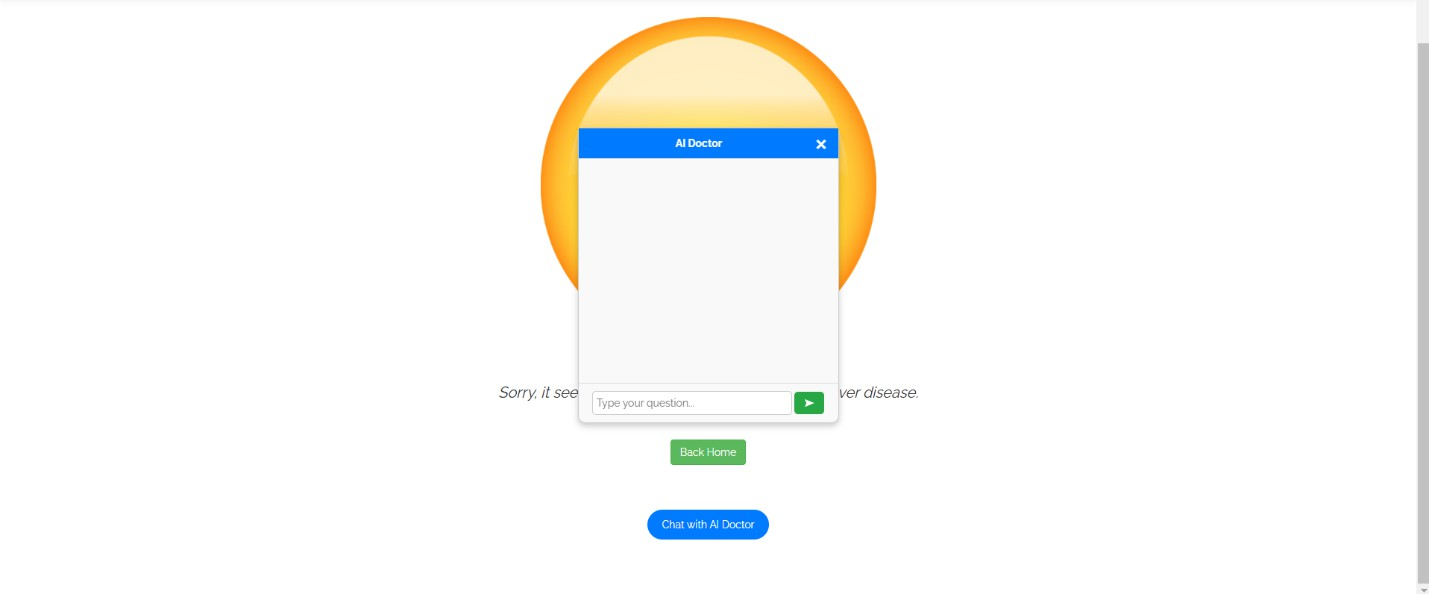 AI Doctor
Sorry, it see
ver disease.
Type your question...
Back Home
Chat with AI Doctor